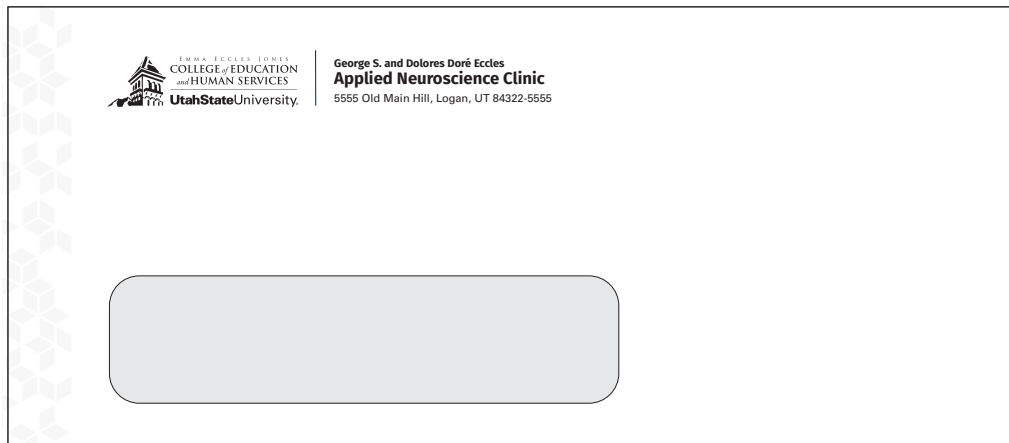 EMMA ECCLES JONES
COLLEGE of EDUCATION
and HUMAN SERVICES
UtahStateUniversity.
George S. and Dolores Doré Eccles
Applied Neuroscience Clinic
5555 Old Main Hill, Logan, UT 84322-5555